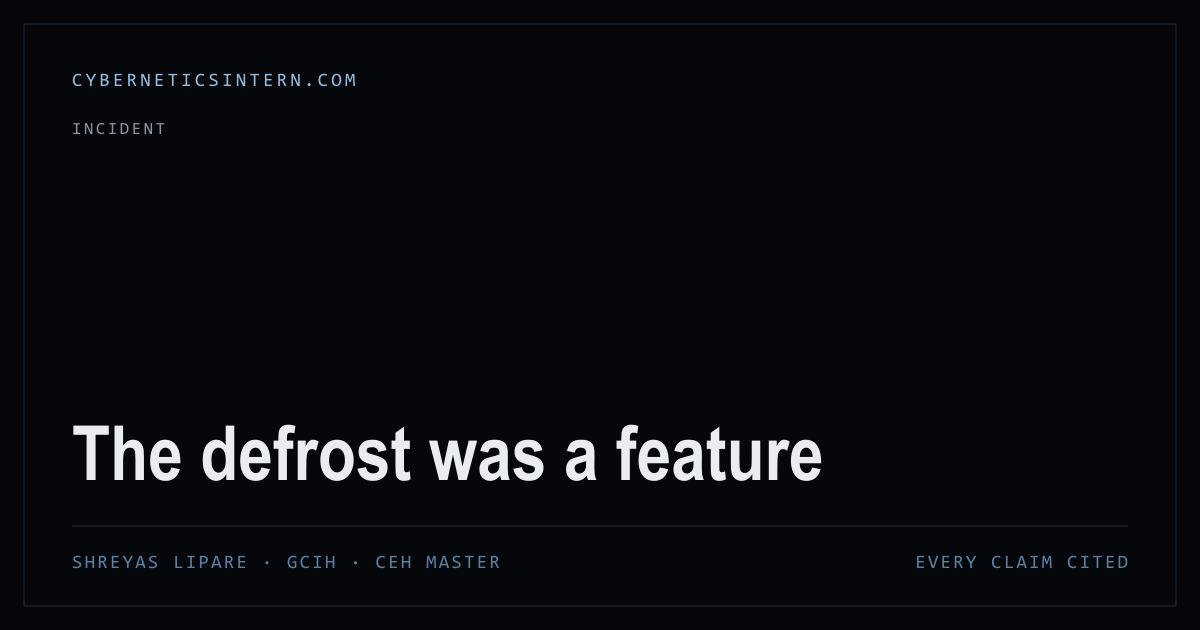 CYBERNETICSINTERN.COM
INCIDENT
The defrost was a feature
SHREYAS LIPARE · GCIH · CEH MASTER
EVERY CLAIM CITED